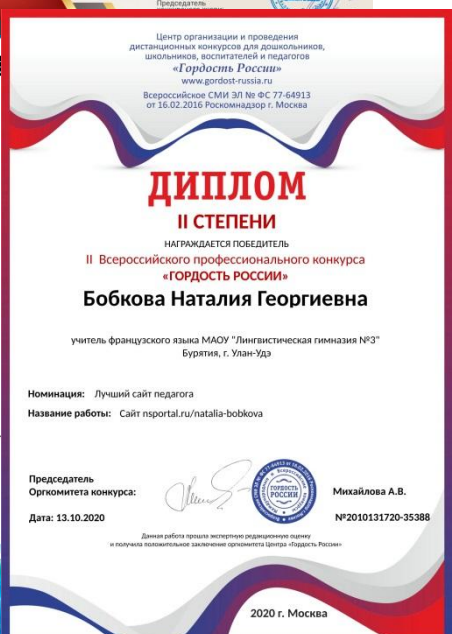 Председатель
Центр организации и проведения
дистанционных конкурсов для дошкольников,
школьников, воспитателей и педагогов
«Гордость России»
www.gordost-russia.ru
Всероссийское СМИ ЭЛ № ФС 77-64913
от 16.02.2016 Роскомнадзор г. Москва
ДИПЛОМ
II СТЕПЕНИ
НАГРАЖДАЕТСЯ ПОБЕДИТЕЛЬ
II Всероссийского профессионального конкурса
«ГОРДОСТЬ РОССИИ»
Бобкова Наталия Георгиевна
учитель французского языка МАОУ "Лингвистическая гимназия №3"
Бурятия, г. Улан-Удэ
Номинация: Лучший сайт педагога
Название работы: Сайт nsportal.ru/natalia-bobkova
Председатель
Оргкомитета конкурса:
ГОРДОСТЬ
РОССИИ
Михайлова А.В.
Дата: 13.10.2020
№2010131720-35388
Данная работа прошла экспертную редакционную оценку
и получила положительное заключение оргкомитета Центра «Гордость России»
2020 г. Москва